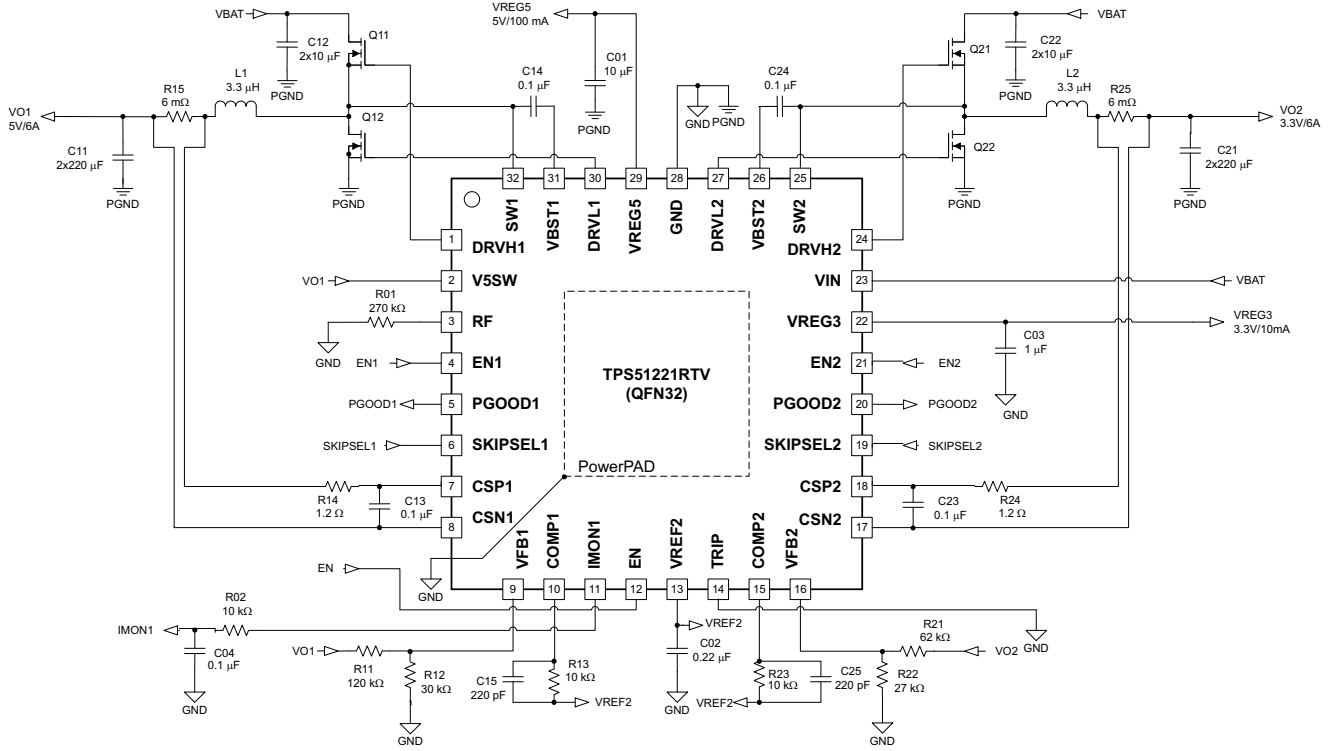 VBAT
Q11
C12
2x10 µF
PGND
VREG5
5V/100 mA
C01
10 µF
PGND
C14
0.1 µF
GND
PGND
C24
0.1 µF
VBAT
Q21
C22
2x10 µF
PGND
VO1
5V/6A
R15
6 mΩ
L1
3.3 µH
C11
2x220 µF
PGND
Q12
PGND
L2
3.3 µH
R25
6 mΩ
VO2
3.3V/6A
C21
2x220 µF
PGND
Q22
PGND
32
31
30
29
28
27
26
25
SW1
VBST1
DRVL1
VREG5
GND
DRVL2
VBST2
SW2
1
DRVH1
24
DRVH2
VO1
2
V5SW
VIN
23
VBAT
R01
270 kΩ
GND
3
RF
VREG3
22
VREG3
3.3V/10mA
C03
1 µF
GND
EN1
4
EN1
EN2
21
EN2
TPS51221RTV
(QFN32)
PGOOD1
5
PGOOD1
PGOOD2
20
PGOOD2
SKIPSEL1
6
SKIPSEL1
SKIPSEL2
19
SKIPSEL2
PowerPAD
7
CSP1
CSP2
18
R14
1.2 Ω
C13
0.1 µF
C23
0.1 µF
R24
1.2 Ω
8
CSN1
CSN2
17
VFB1
COMP1
IMON1
EN
VREF2
TRIP
COMP2
VFB2
EN
GND
9
10
11
12
13
14
15
16
IMON1
R02
10 kΩ
C04
0.1 µF
GND
VO1
R11
120 kΩ
R12
30 kΩ
GND
C15
220 pF
R13
10 kΩ
VREF2
VREF2
C02
0.22 µF
GND
R23
10 kΩ
VREF2
C25
220 pF
R21
62 kΩ
VO2
R22
27 kΩ
GND
GND